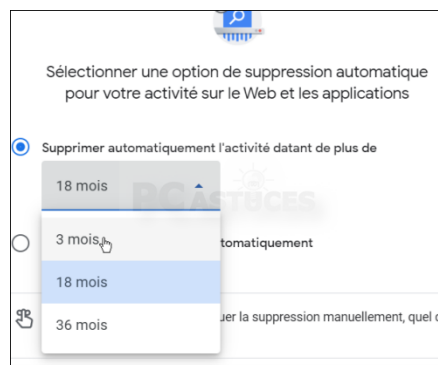 Sélectionner une option de suppression automatique
pour votre activité sur le Web et les applications
Supprimer automatiquement l'activité datant de plus de
18 mois
PC ASTUCES
3 mois
tomatiquement
18 mois
36 mois
uer la suppression manuellement, quel